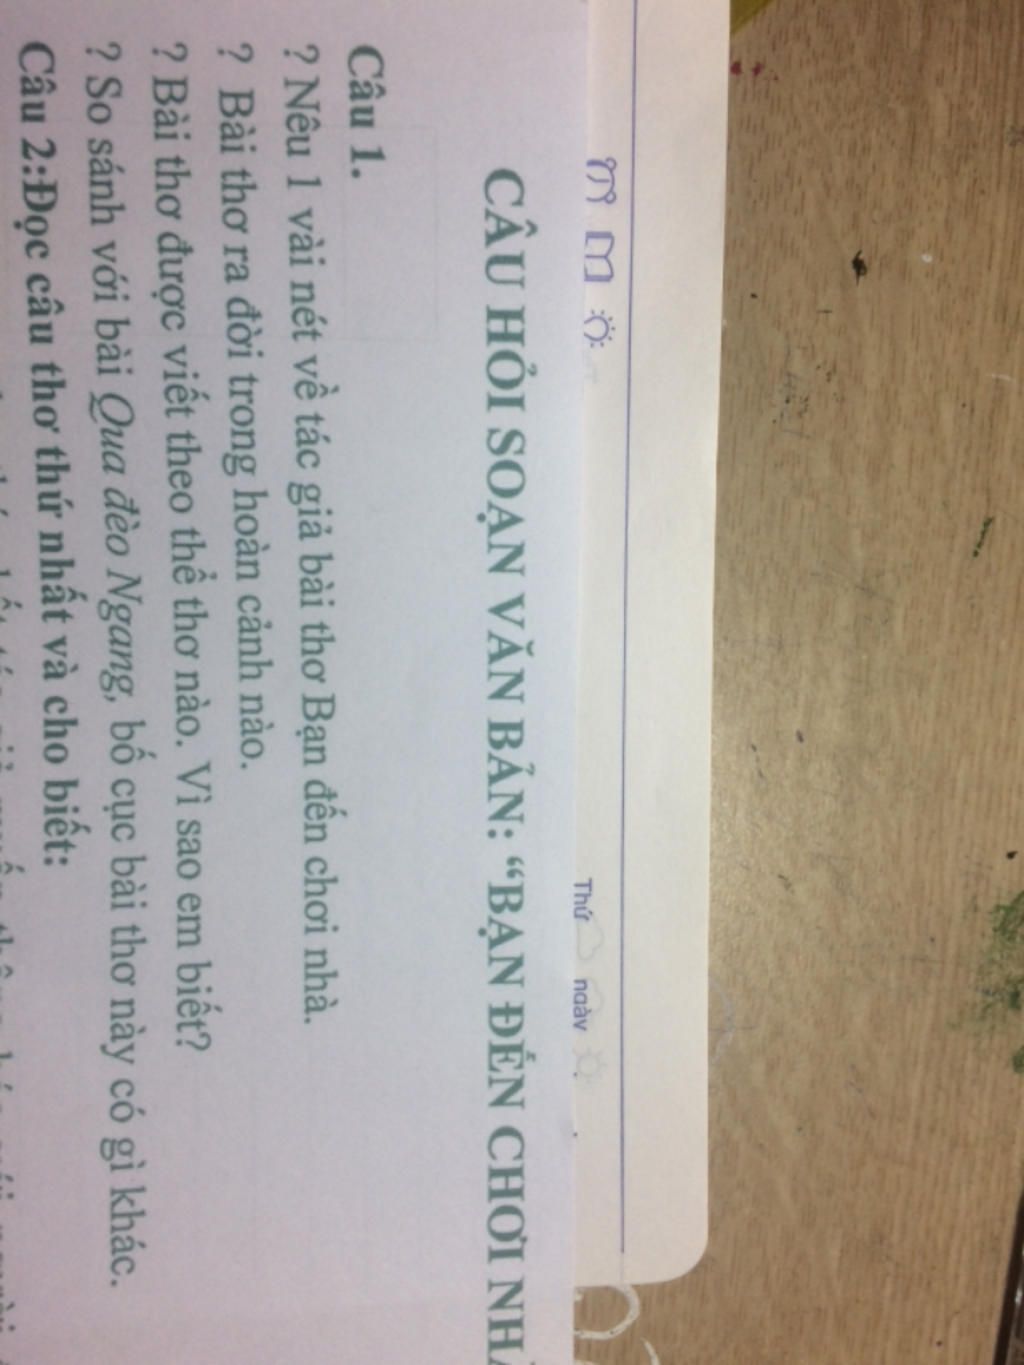 Thứ ngày
CÂU HỎI SOẠN VĂN BẢN: “BẠN ĐẾN CHƠI NHÀ
Câu 1.
? Nêu 1 vài nét về tác giả bài thơ Bạn đến chơi nhà.
? Bài thơ ra đời trong hoàn cảnh nào.
? Bài thơ được viết theo thể thơ nào. Vì sao em biết?
? So sánh với bài Qua đèo Ngang, bố cục bài thơ này có gì khác.
Câu 2:Đọc câu thơ thứ nhất và cho biết: